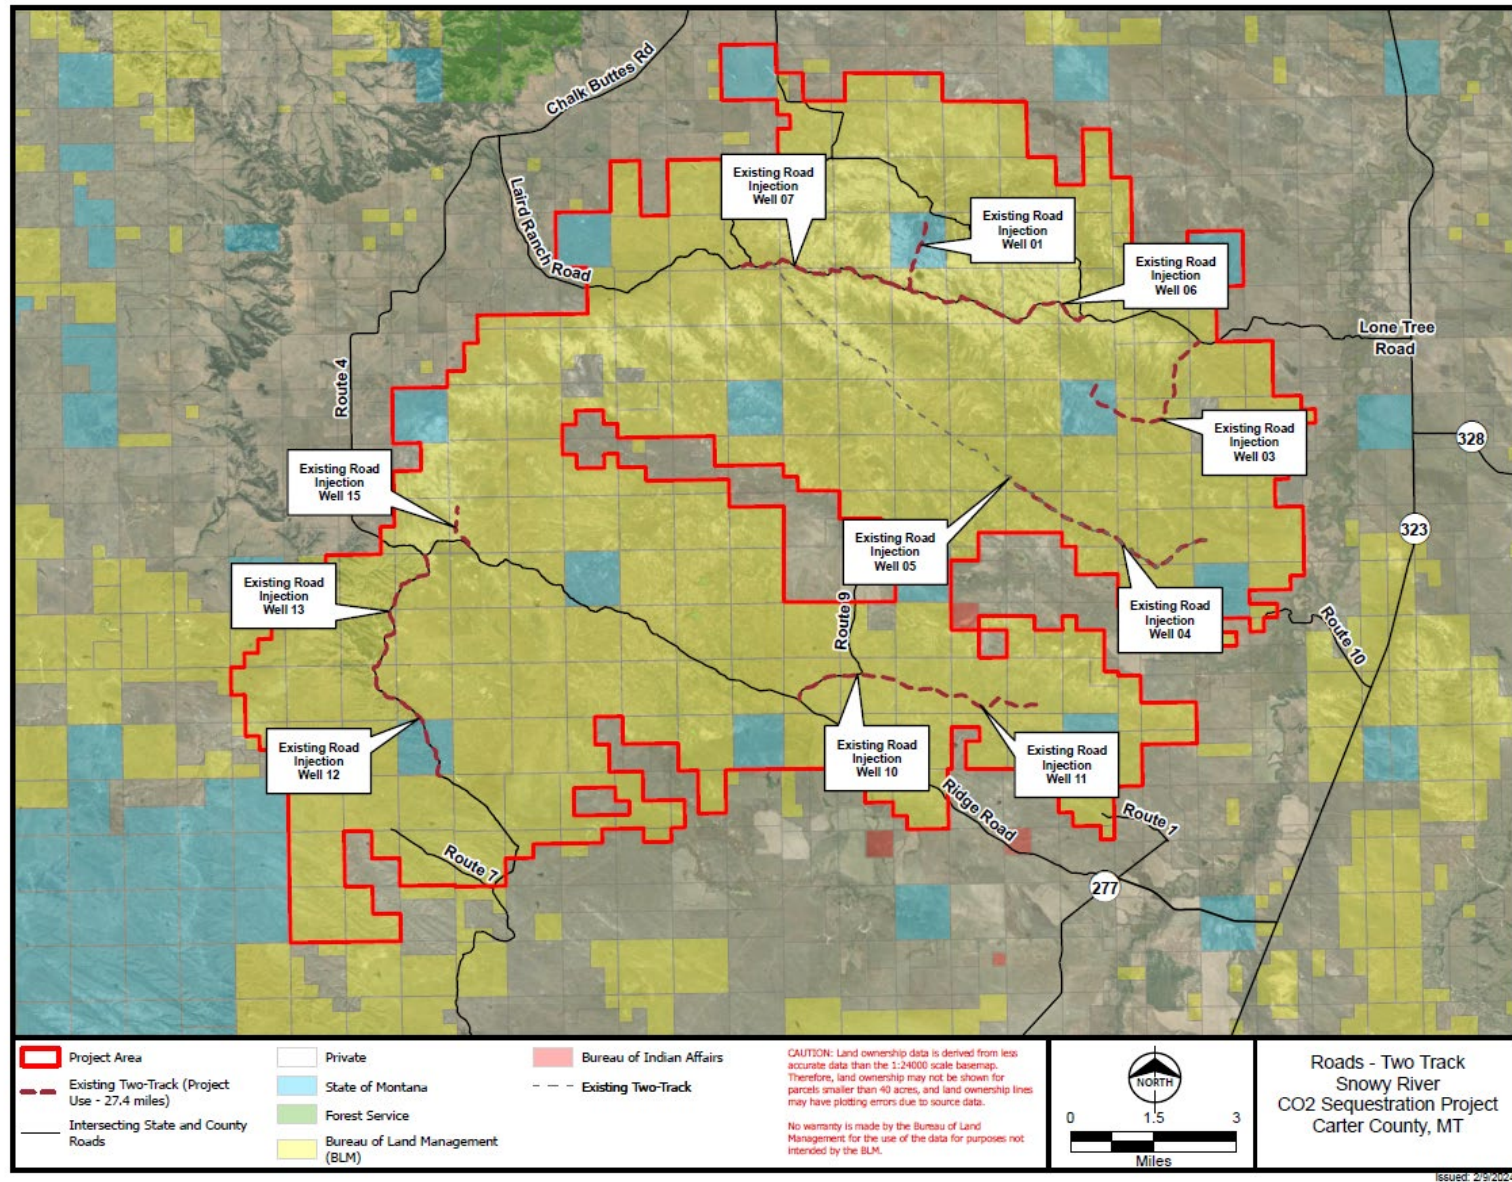 Chalk Buttes Rd
Laird Ranch Road
Existing Road
Injection
Well 07
Existing Road
Injection
Well 01
Existing Road
Injection
Well 06
Lone Tree
Road
Route 4
328
Existing Road
Injection
Well 03
Existing Road
Injection
Well 15
323
Existing Road
Injection
Well 05
Existing Road
Injection
Well 13
Route 9
Existing Road
Injection
Well 04
Route 10
Existing Road
Injection
Well 12
Existing Road
Injection
Well 10
Existing Road
Injection
Well 11
Ridge Road
Route 1
Route 7
277
Project Area
Existing Two-Track (Project
Use - 27.4 miles)
Intersecting State and County
Roads
Private
State of Montana
Forest Service
Bureau of Land Management
(BLM)
Bureau of Indian Affairs
Existing Two-Track
CAUTION: Land ownership data is derived from less
accurate data than the 1:24000 scale basemap.
Therefore, land ownership may not be shown for
parcels smaller than 40 acres, and land ownership lines
may have plotting errors due to source data.
No warranty is made by the Bureau of Land
Management for the use of the data for purposes not
intended by the BLM.
NORTH
0 1.5 3
Miles
Roads - Two Track
Snowy River
CO2 Sequestration Project
Carter County, MT
Issued: